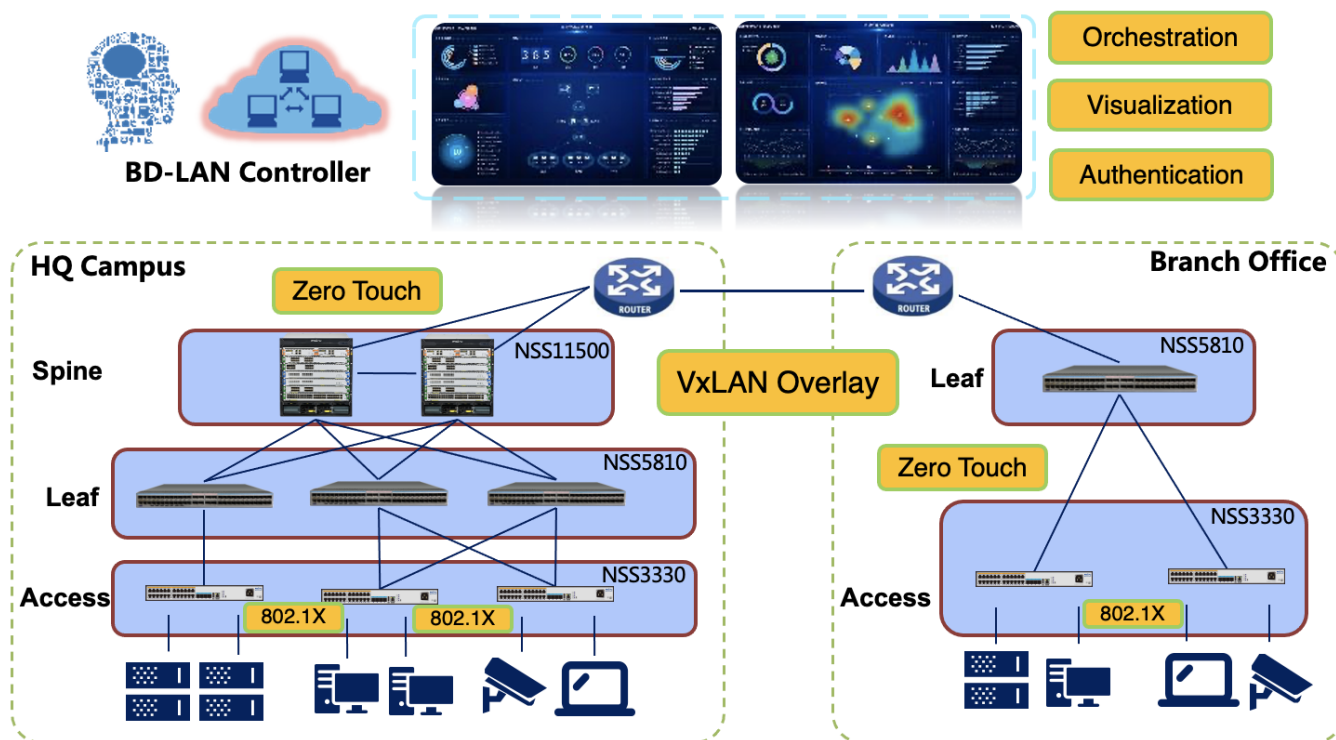 Orchestration
Visualization
Authentication
BD-LAN Controller
365
HQ Campus
Zero Touch
ROUTER
Spine
NSS11500
VxLAN Overlay
Leaf
NSS5810
Access
NSS3330
802.1X
802.1X
Branch Office
ROUTER
Leaf
NSS5810
Zero Touch
Access
NSS3330
802.1X